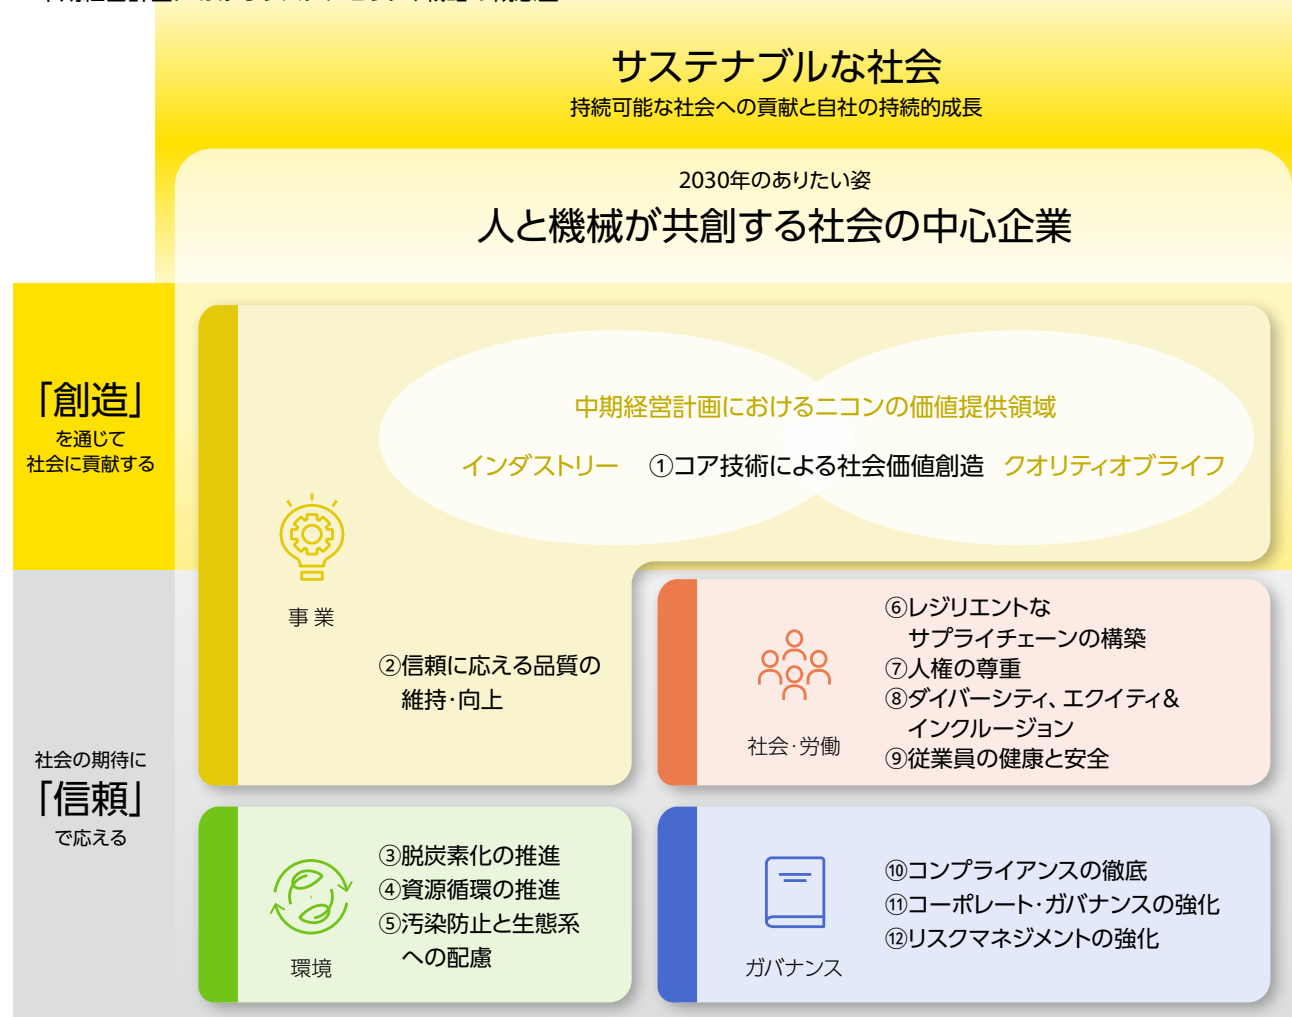 サステナブルな社会
持続可能な社会への貢献と自社の持続的成長
2030年のありたい姿
人と機械が共創する社会の中心企業
「創造」
を通じて
社会に貢献する
中期経営計画におけるニコンの価値提供領域
インダストリー ①コア技術による社会価値創造 クオリティオブライフ
事業
②信頼に応える品質の
維持・向上
社会・労働
⑥レジリエントな
サプライチェーンの構築
⑦人権の尊重
⑧ダイバーシティ、エクイティ&
インクルージョン
⑨従業員の健康と安全
社会の期待に
「信頼」
で応える
環境
③脱炭素化の推進
④資源循環の推進
⑤汚染防止と生態系
への配慮
ガバナンス
⑩コンプライアンスの徹底
⑪コーポレート・ガバナンスの強化
⑫リスクマネジメントの強化